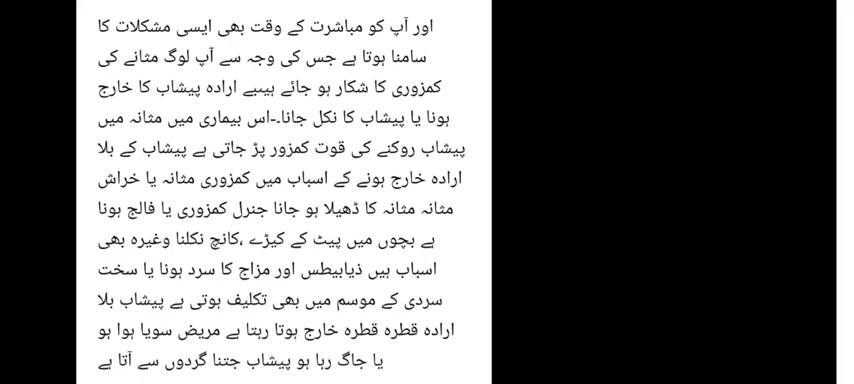 اور آپ کو مباشرت کے وقت بھی ایسی مشکلات کا
سامنا ہوتا ہے جس کی وجہ سے آپ لوگ مثانے کی
کمزوری کا شکار ہو جائے ہیںبے ارادہ پیشاب کا خارج
ہونا یا پیشاب کا نکل جانا۔-اس بیماری میں مثانہ میں
پیشاب روکنے کی قوت کمزور پڑ جاتی ہے پیشاب کے بلا
ارادہ خارج ہونے کے اسباب میں کمزوری مثانہ یا خراش
مثانہ مثانہ کا ڈھیلا ہو جانا جنرل کمزوری یا فالج ہونا
ہے بچوں میں پیٹ کے کیڑے ،کانچ نکلنا وغیرہ بھی
اسباب ہیں ذیابیطس اور مزاج کا سرد ہونا یا سخت
سردی کے موسم میں بھی تکلیف ہوتی ہے پیشاب بلا
ارادہ قطرہ قطرہ خارج ہوتا رہتا ہے مریض سویا ہوا ہو
یا جاگ رہا ہو پیشاب جتنا گردوں سے آتا ہے